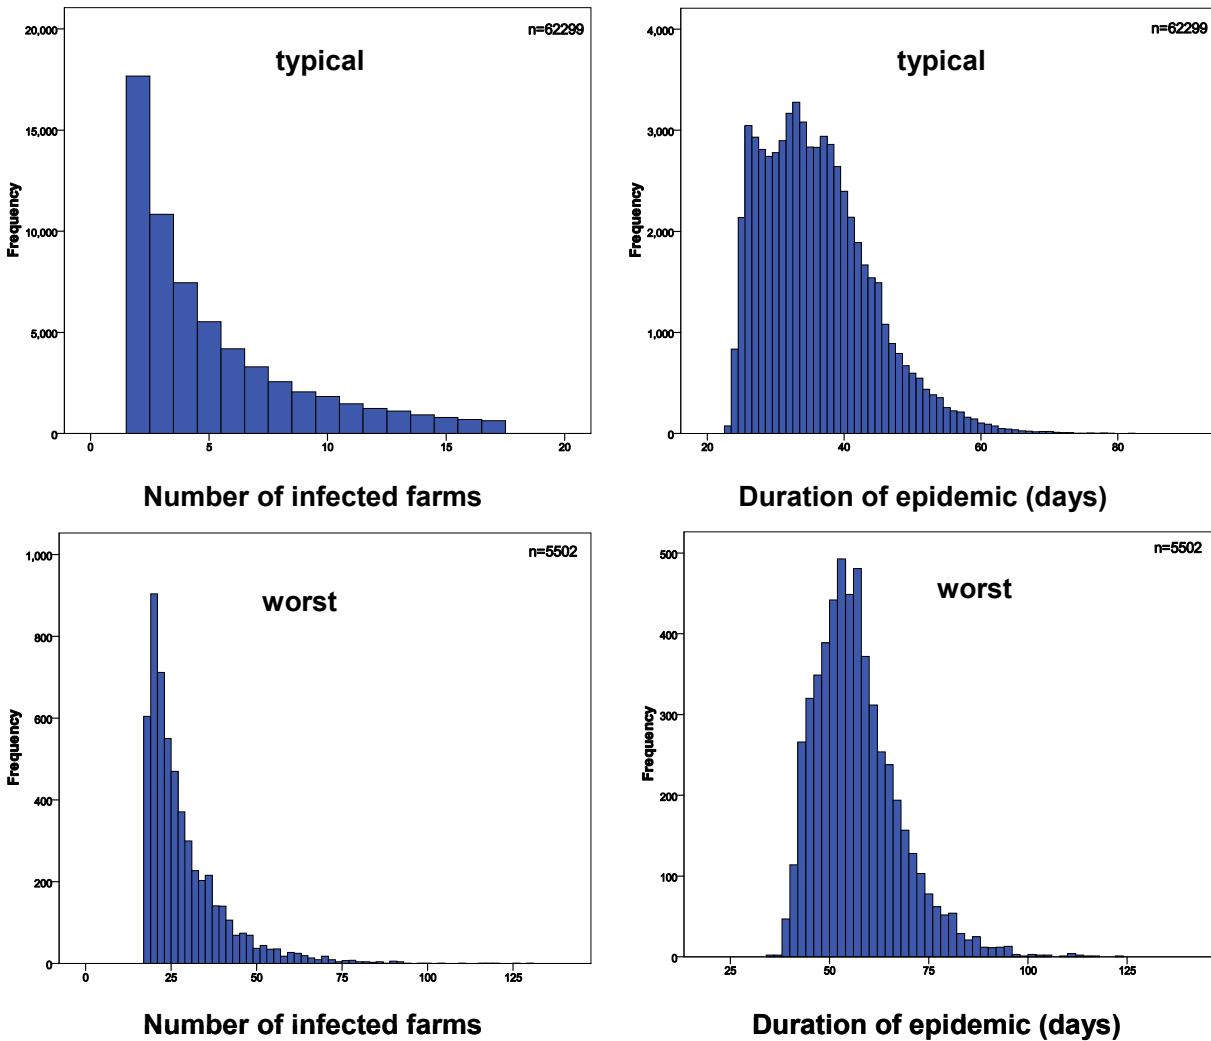 20,000
n=62299
typical
15,000
Frequency
10,000
5,000
0
0 5 10 15 20
Number of infected farms
4,000
n=62299
typical
3,000
Frequency
2,000
1,000
0
20 40 60 80
Duration of epidemic (days)
1,000
n=5502
worst
800
600
Frequency
400
200
0
0 25 50 75 100 125
Number of infected farms
500
n=5502
worst
400
300
Frequency
200
100
0
25 50 75 100 125
Duration of epidemic (days)